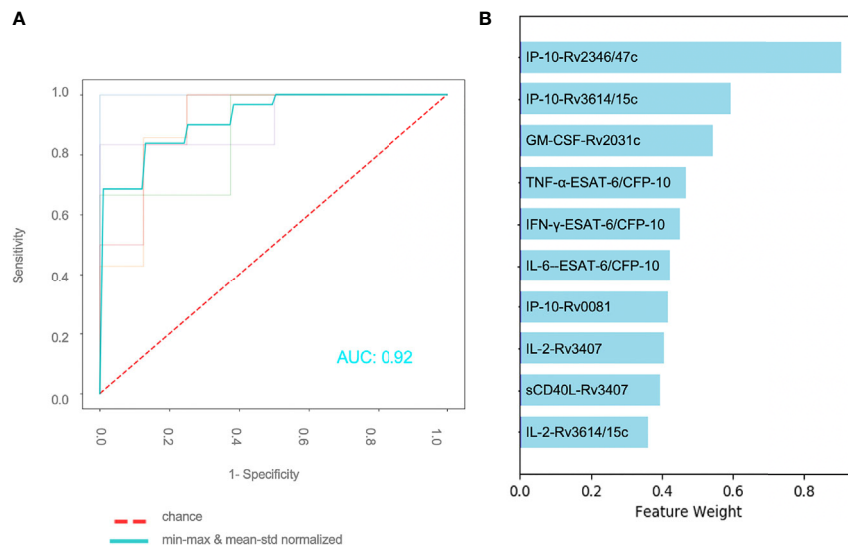 A
1.0
0.8
0.6
0.4
0.2
0.0
Sensitivity
AUC: 0.92
0.0
0.2
0.4
0.6
0.8
1.0
1- Specificity
chance
min-max & mean-std normalized
B
IP-10-Rv2346/47c
IP-10-Rv3614/15c
GM-CSF-Rv2031c
TNF-α-ESAT-6/CFP-10
IFN-γ-ESAT-6/CFP-10
IL-6--ESAT-6/CFP-10
IP-10-Rv0081
IL-2-Rv3407
sCD40L-Rv3407
IL-2-Rv3614/15c
0.0 0.2 0.4 0.6 0.8
Feature Weight